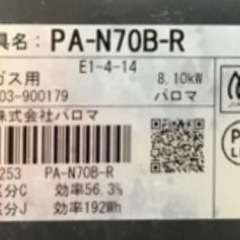 具名: PA-N70B-R
ガス用 E1-4-14 8.10kW
03-900179 パロマ
株式会社パロマ
253 PA-N70B-R
区分C 効率56.3%
区分J 効率192Wh